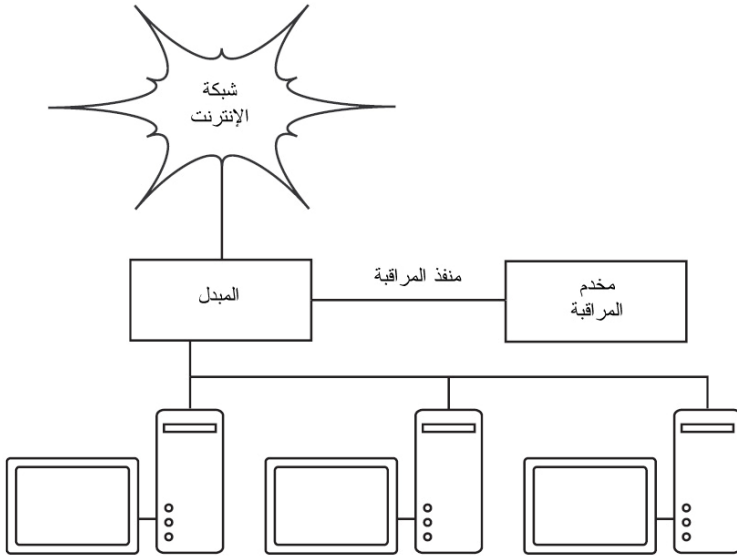 شبكة
الإنترنت
المبدل
منفذ المراقبة
مخدم
المراقبة